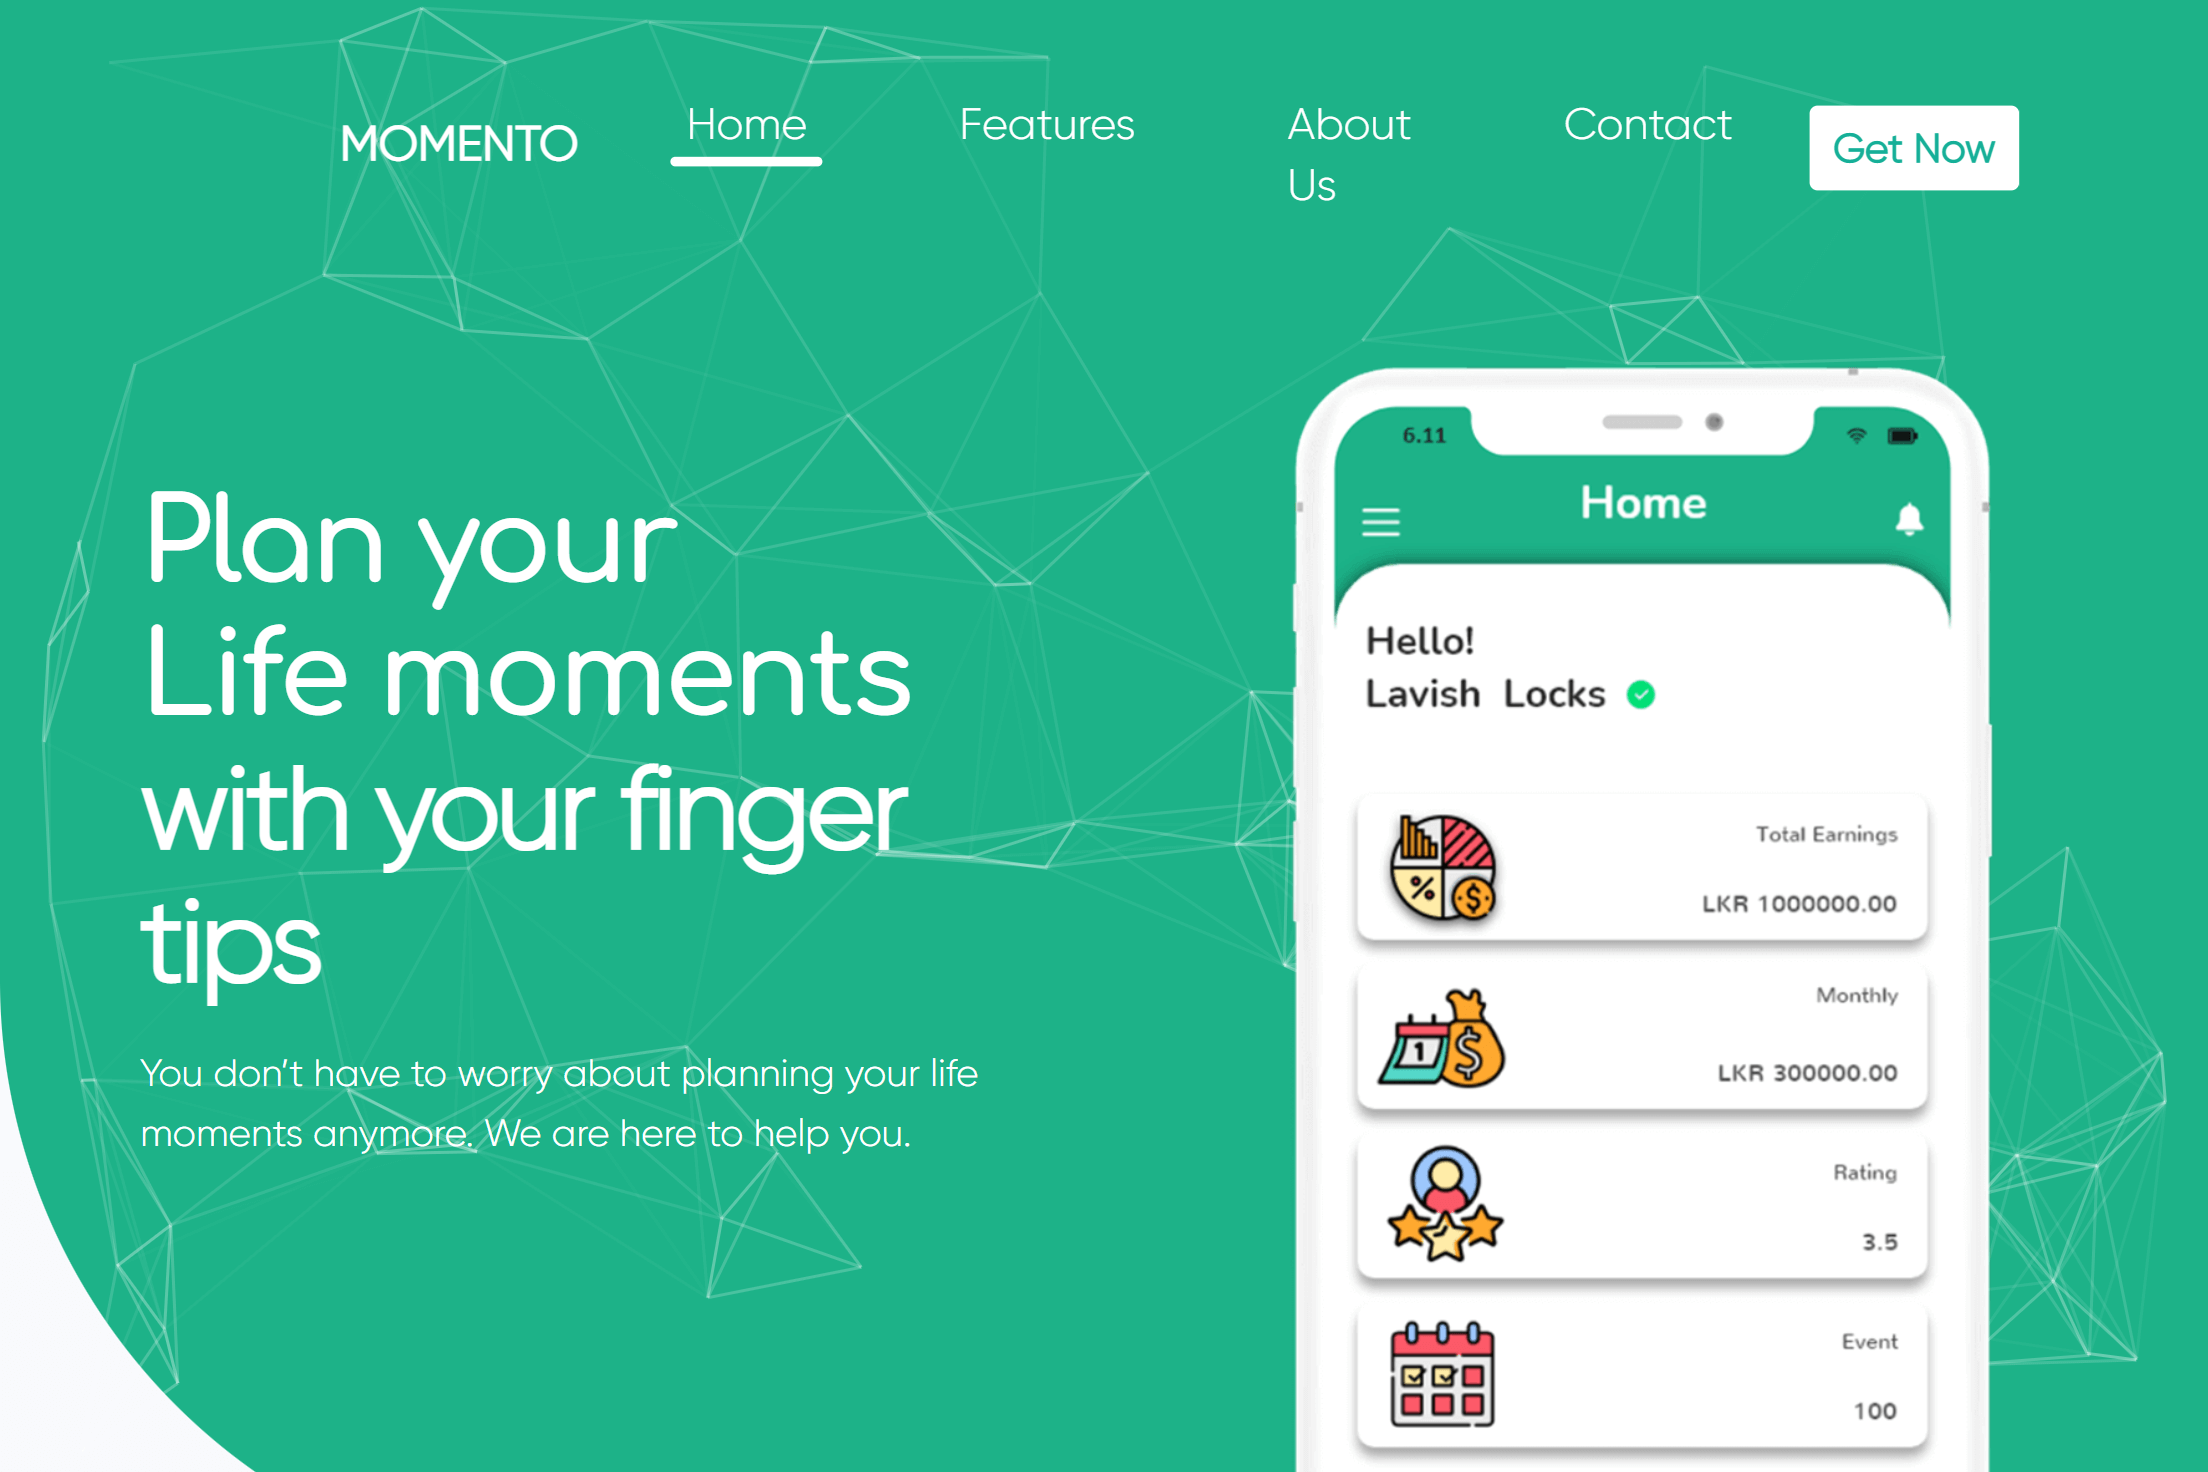 MOMENTO
Home
Features
About
Us
Contact
Get Now
Plan your
Life moments
with your finger
tips
You don't have to worry about planning your life
moments anymore. We are here to help you.
6.11
Home
Hello!
Lavish Locks
Total Earnings
LKR 1000000.00
Monthly
1
$
LKR 300000.00
%
$
Rating
3.5
Event
100